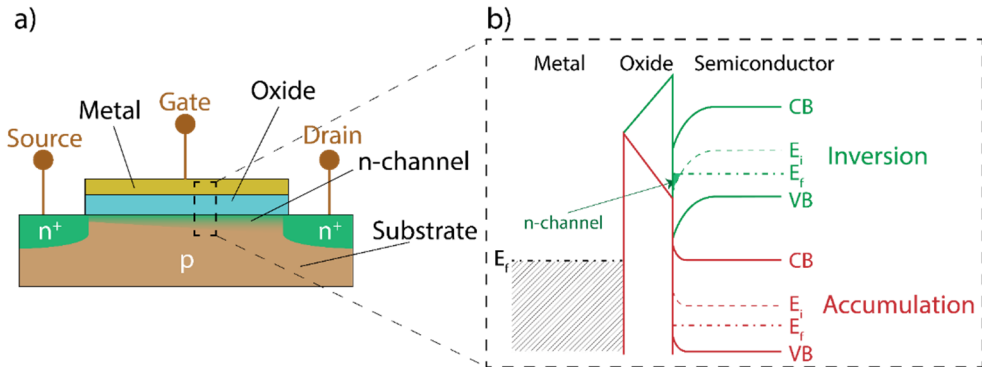 a)
Metal
Gate
Oxide
Source
Drain
n-channel
n+
n+
Substrate
p
b)
Metal
Oxide
Semiconductor
CB
Ei
Inversion
Ef
VB
n-channel
Ef
CB
Ei
Accumulation
Ef
VB